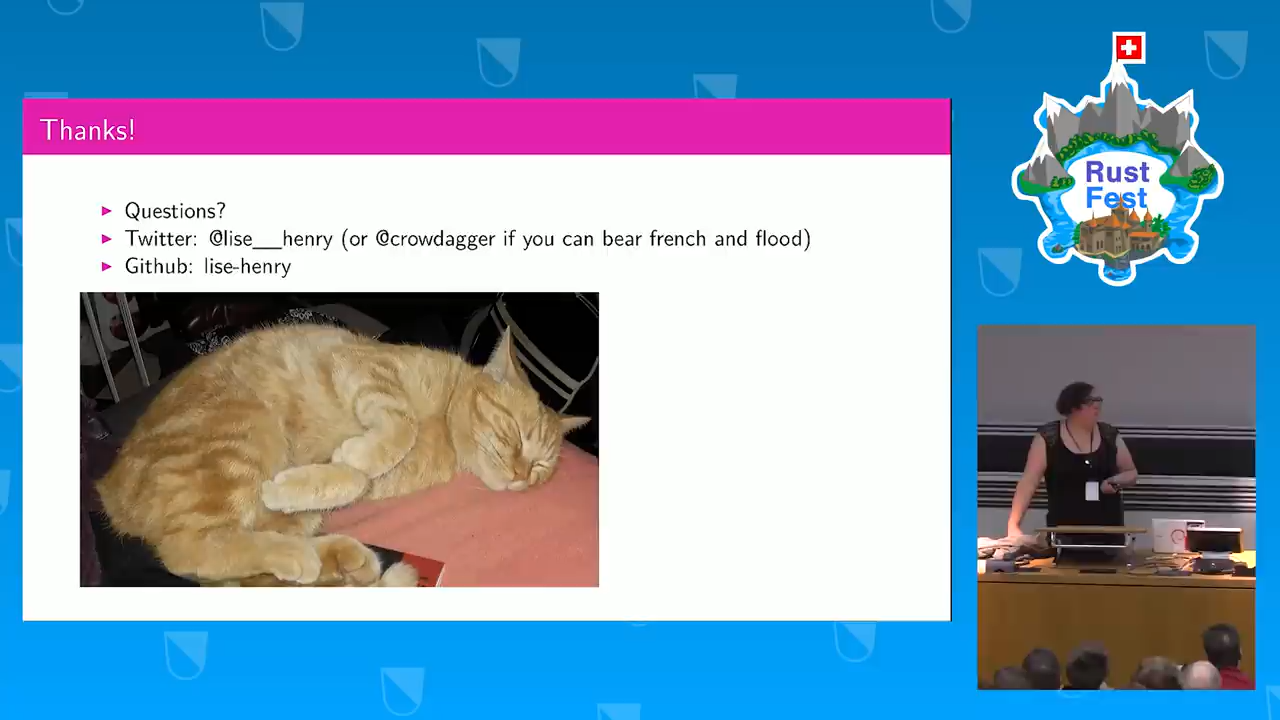 Thanks!
Questions?
Twitter: @lise__henry (or @crowdagger if you can bear french and flood)
Github: lise-henry
Rust
Fest